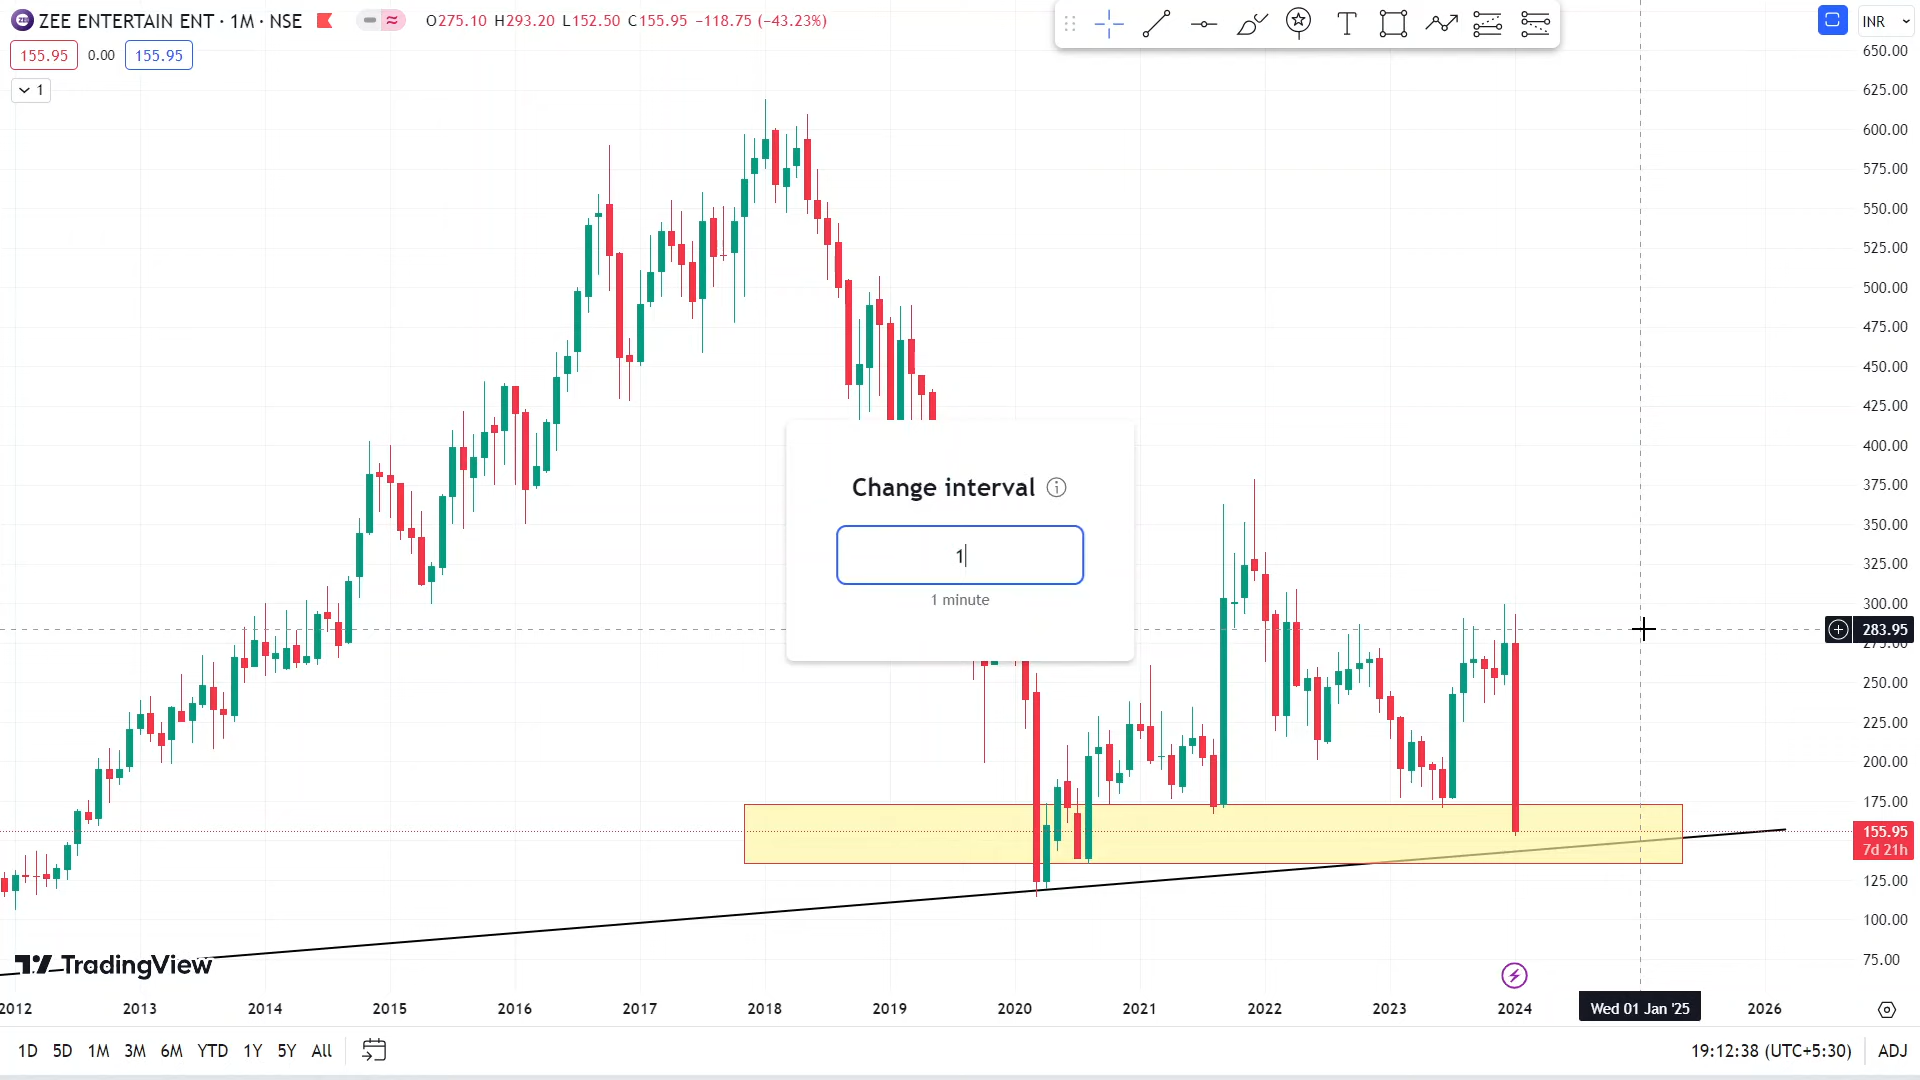 ZEE ENTERTAIN ENT · 1M · NSE
O275.10 H293.20 L152.50 C155.95 −118.75 (−43.23%)
INR
155.95 0.00 155.95
1
650.00
625.00
600.00
575.00
550.00
525.00
500.00
475.00
450.00
425.00
400.00
375.00
350.00
325.00
300.00
283.95
275.00
250.00
225.00
200.00
175.00
155.95
7d 21h
125.00
100.00
75.00
Change interval
1
1 minute
TradingView
2012 2013 2014 2015 2016 2017 2018 2019 2020 2021 2022 2023 2024 Wed 01 Jan '25 2026
1D 5D 1M 3M 6M YTD 1Y 5Y All
19:12:38 (UTC+5:30) ADJ